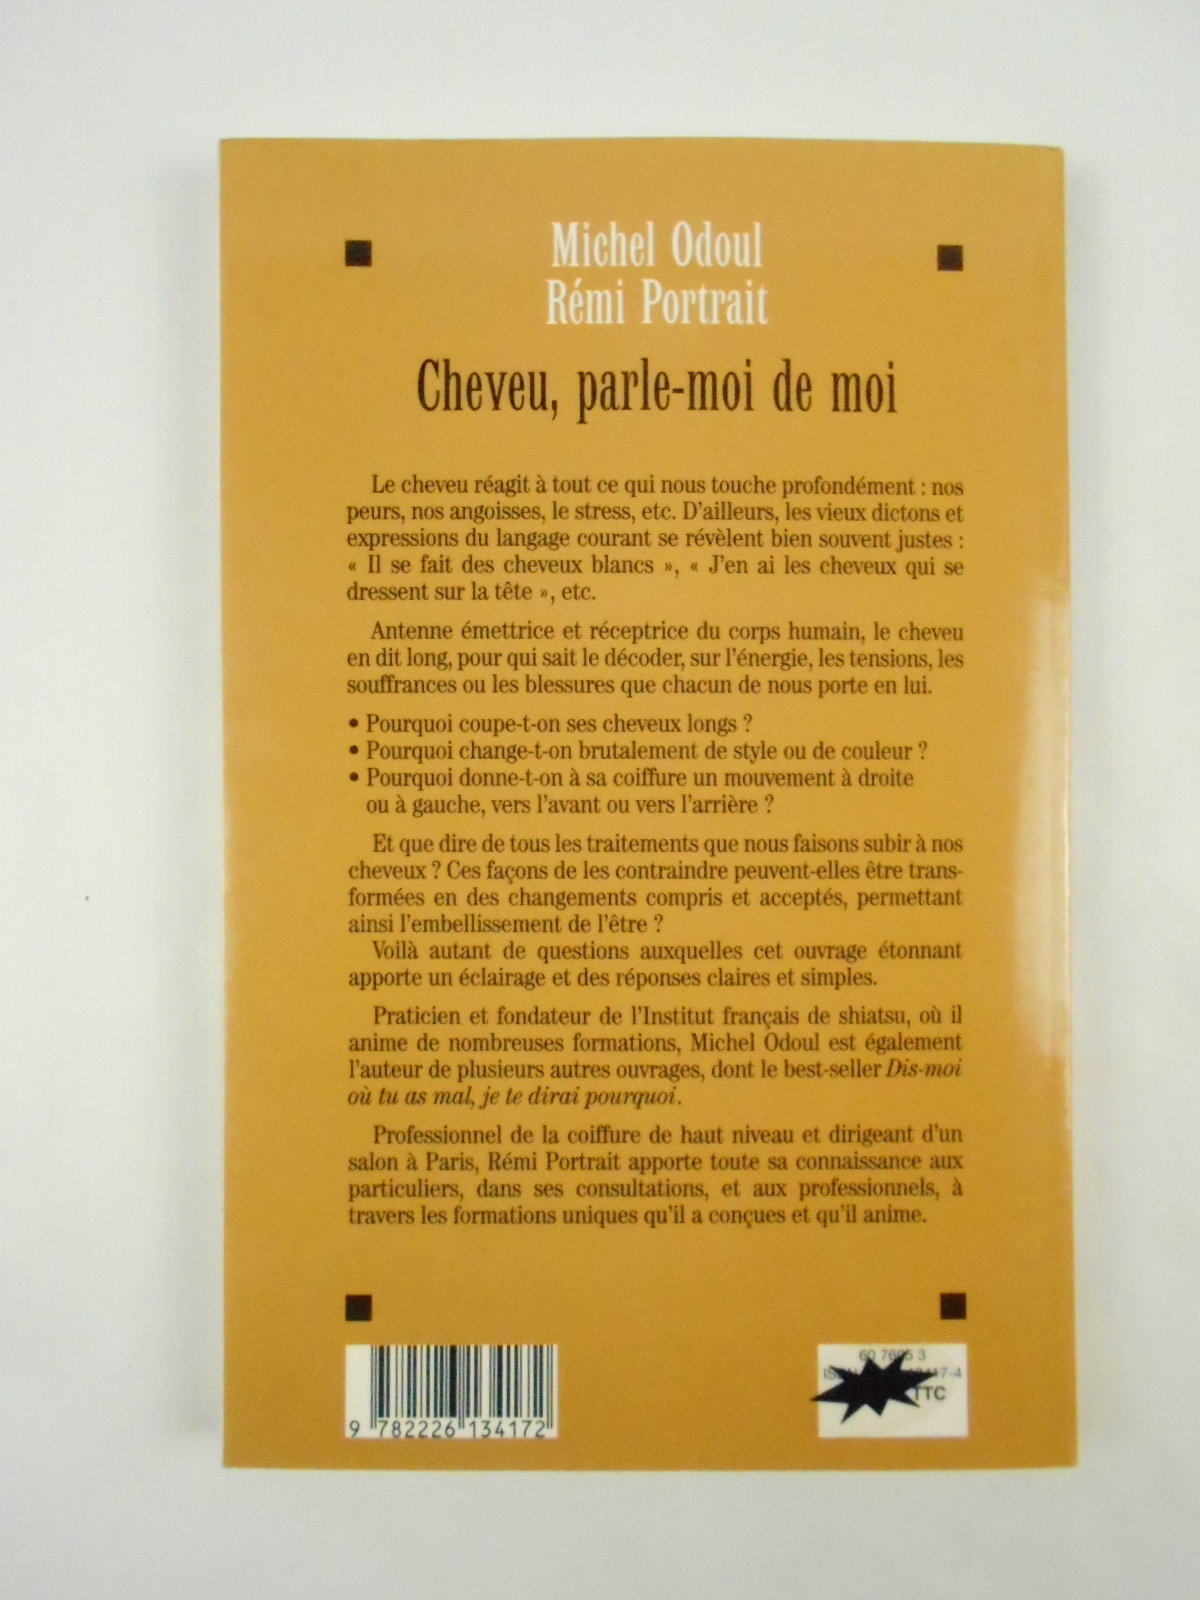 Michel Odoul
Rémi Portrait
Cheveu, parle-moi de moi
Le cheveu réagit à tout ce qui nous touche profondément : nos
peurs, nos angoisses, le stress, etc. D'ailleurs, les vieux dictons et
expressions du langage courant se révèlent bien souvent justes :
« Il se fait des cheveux blancs », « J'en ai les cheveux qui se
dressent sur la tête », etc.
Antenne émettrice et réceptrice du corps humain, le cheveu
en dit long, pour qui sait le décoder, sur l'énergie, les tensions, les
souffrances ou les blessures que chacun de nous porte en lui.
• Pourquoi coupe-t-on ses cheveux longs ?
• Pourquoi change-t-on brutalement de style ou de couleur ?
• Pourquoi donne-t-on à sa coiffure un mouvement à droite
ou à gauche, vers l'avant ou vers l'arrière ?
Et que dire de tous les traitements que nous faisons subir à nos
cheveux ? Ces façons de les contraindre peuvent-elles être trans-
formées en des changements compris et acceptés, permettant
ainsi l'embellissement de l'être ?
Voilà autant de questions auxquelles cet ouvrage étonnant
apporte un éclairage et des réponses claires et simples.
Praticien et fondateur de l'Institut français de shiatsu, où il
anime de nombreuses formations, Michel Odoul est également
l'auteur de plusieurs autres ouvrages, dont le best-seller Dis-moi
où tu as mal, je te dirai pourquoi.
Professionnel de la coiffure de haut niveau et dirigeant d'un
salon à Paris, Rémi Portrait apporte toute sa connaissance aux
particuliers, dans ses consultations, et aux professionnels, à
travers les formations uniques qu'il a conçues et qu'il anime.
9 782226 134172
60 3
TTC